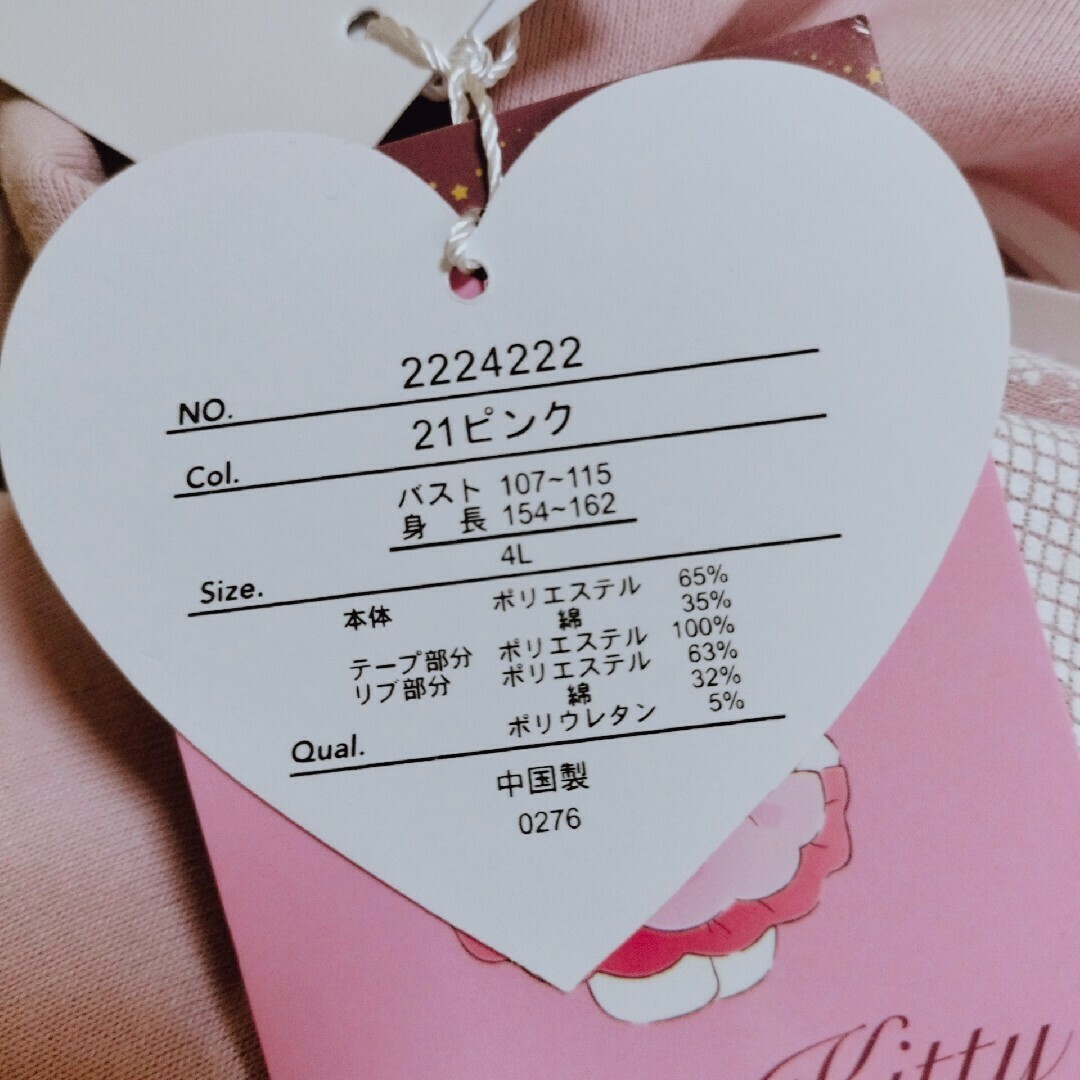 NO. 2224222
Col. 21ピンク
バスト 107~115
身 長 154~162
Size. 4L
本体 ポリエステル 65%
綿 35%
テープ部分 ポリエステル 100%
リブ部分 ポリエステル 63%
綿 32%
Qual. ポリウレタン 5%
中国製
0276
Kitty